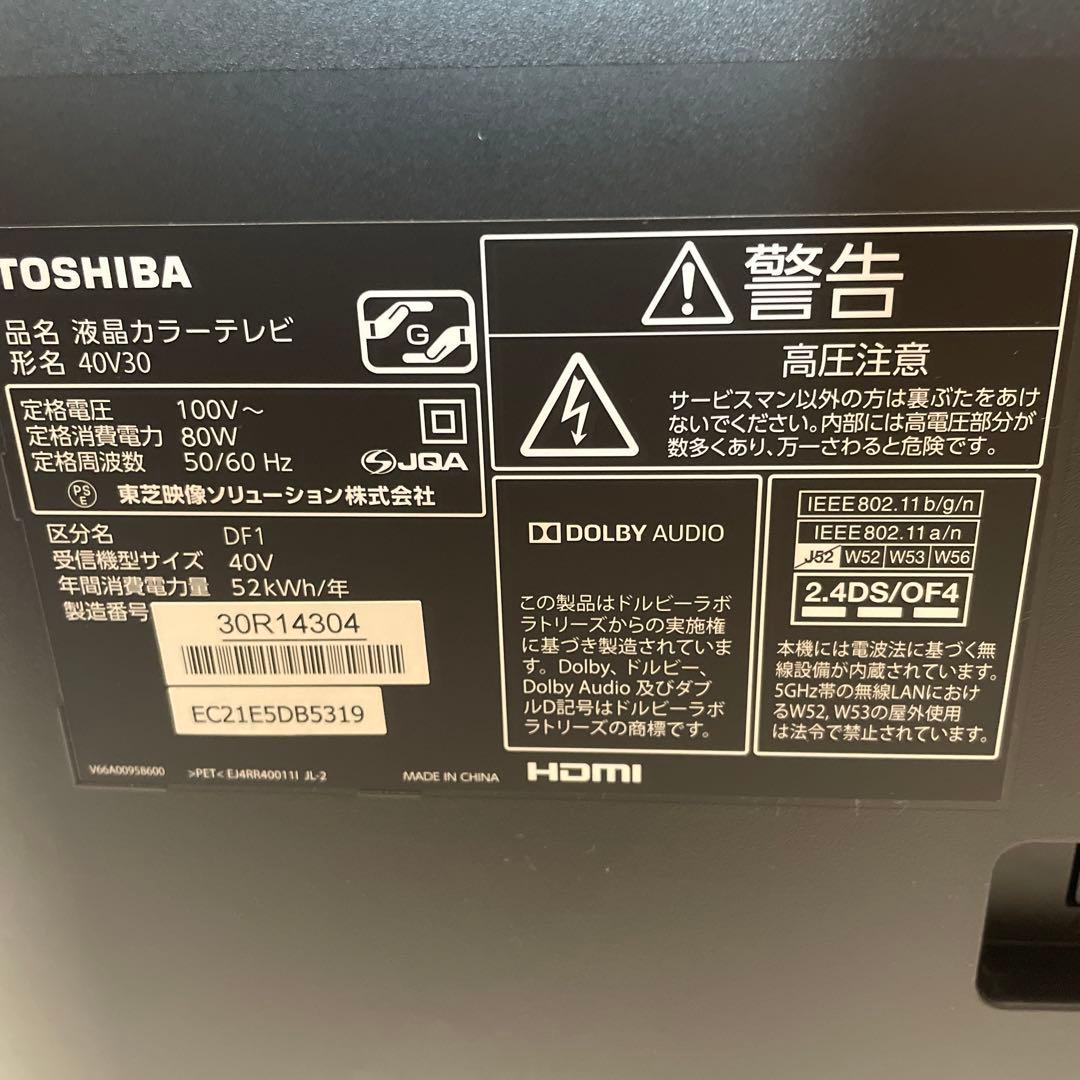 TOSHIBA
品名 液晶カラーテレビ
形名 40V30
G
定格電圧 100V～
定格消費電力 80W
定格周波数 50/60 Hz
JQA
PSE 東芝映像ソリューション株式会社
区分名 DF1
受信機型サイズ 40V
年間消費電力量 52kWh/年
製造番号
30R14304
EC21E5DB5319
V66A0095B600 >PET< EJ4RR40011I JL-2 MADE IN CHINA
警告
高圧注意
サービスマン以外の方は裏ぶたをあけ
ないでください。内部には高電圧部分が
数多くあり、万一さわると危険です。
DOLBY AUDIO
この製品はドルビーラボ
ラトリーズからの実施権
に基づき製造されていま
す。Dolby、ドルビー、
Dolby Audio 及びダブ
ルD記号はドルビーラボ
ラトリーズの商標です。
HDMI
IEEE802.11b/g/n
IEEE802.11a/n
J52 W52 W53 W56
2.4DS/OF4
本機には電波法に基づく無
線設備が内蔵されています。
5GHz帯の無線LANにおけ
るW52, W53の屋外使用
は法令で禁止されています。